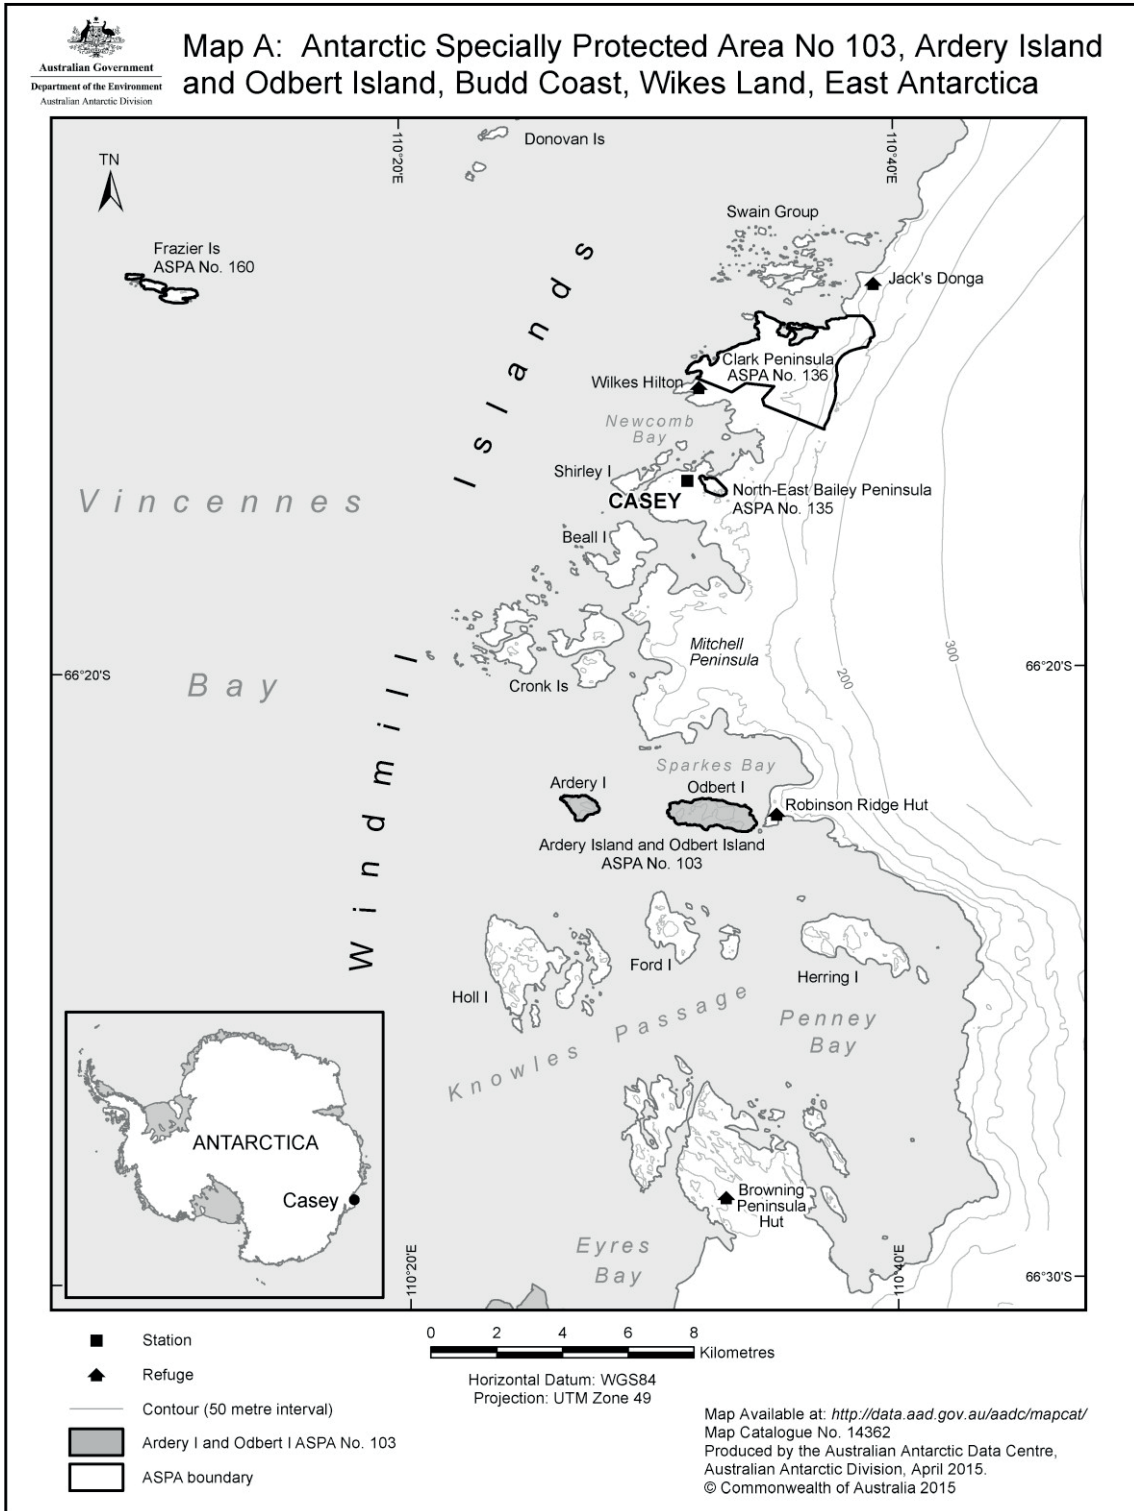 Australian Government
Department of the Environment
Australian Antarctic Division
Map A: Antarctic Specially Protected Area No 103, Ardery Island
and Odbert Island, Budd Coast, Wikes Land, East Antarctica
TN
110°20'E
110°40'E
Donovan Is
Swain Group
Frazier Is
ASPA No. 160
Jack's Donga
Clark Peninsula
ASPA No. 136
Wilkes Hilton
Newcomb
Bay
Shirley I
CASEY
North-East Bailey Peninsula
ASPA No. 135
Vincennes
Bay
Windmill Islands
Beall I
Mitchell
Peninsula
300
200
66°20'S
66°20'S
Cronk Is
Sparkes Bay
Ardery I
Odbert I
Robinson Ridge Hut
Ardery Island and Odbert Island
ASPA No. 103
Ford I
Herring I
Holl I
Knowles Passage
Penney
Bay
ANTARCTICA
Casey
Browning
Peninsula
Hut
Eyres
Bay
110°20'E
110°40'E
66°30'S
Station
Refuge
Contour (50 metre interval)
Ardery I and Odbert I ASPA No. 103
ASPA boundary
0 2 4 6 8
Kilometres
Horizontal Datum: WGS84
Projection: UTM Zone 49
Map Available at: http://data.aad.gov.au/aadc/mapcat/
Map Catalogue No. 14362
Produced by the Australian Antarctic Data Centre,
Australian Antarctic Division, April 2015.
© Commonwealth of Australia 2015